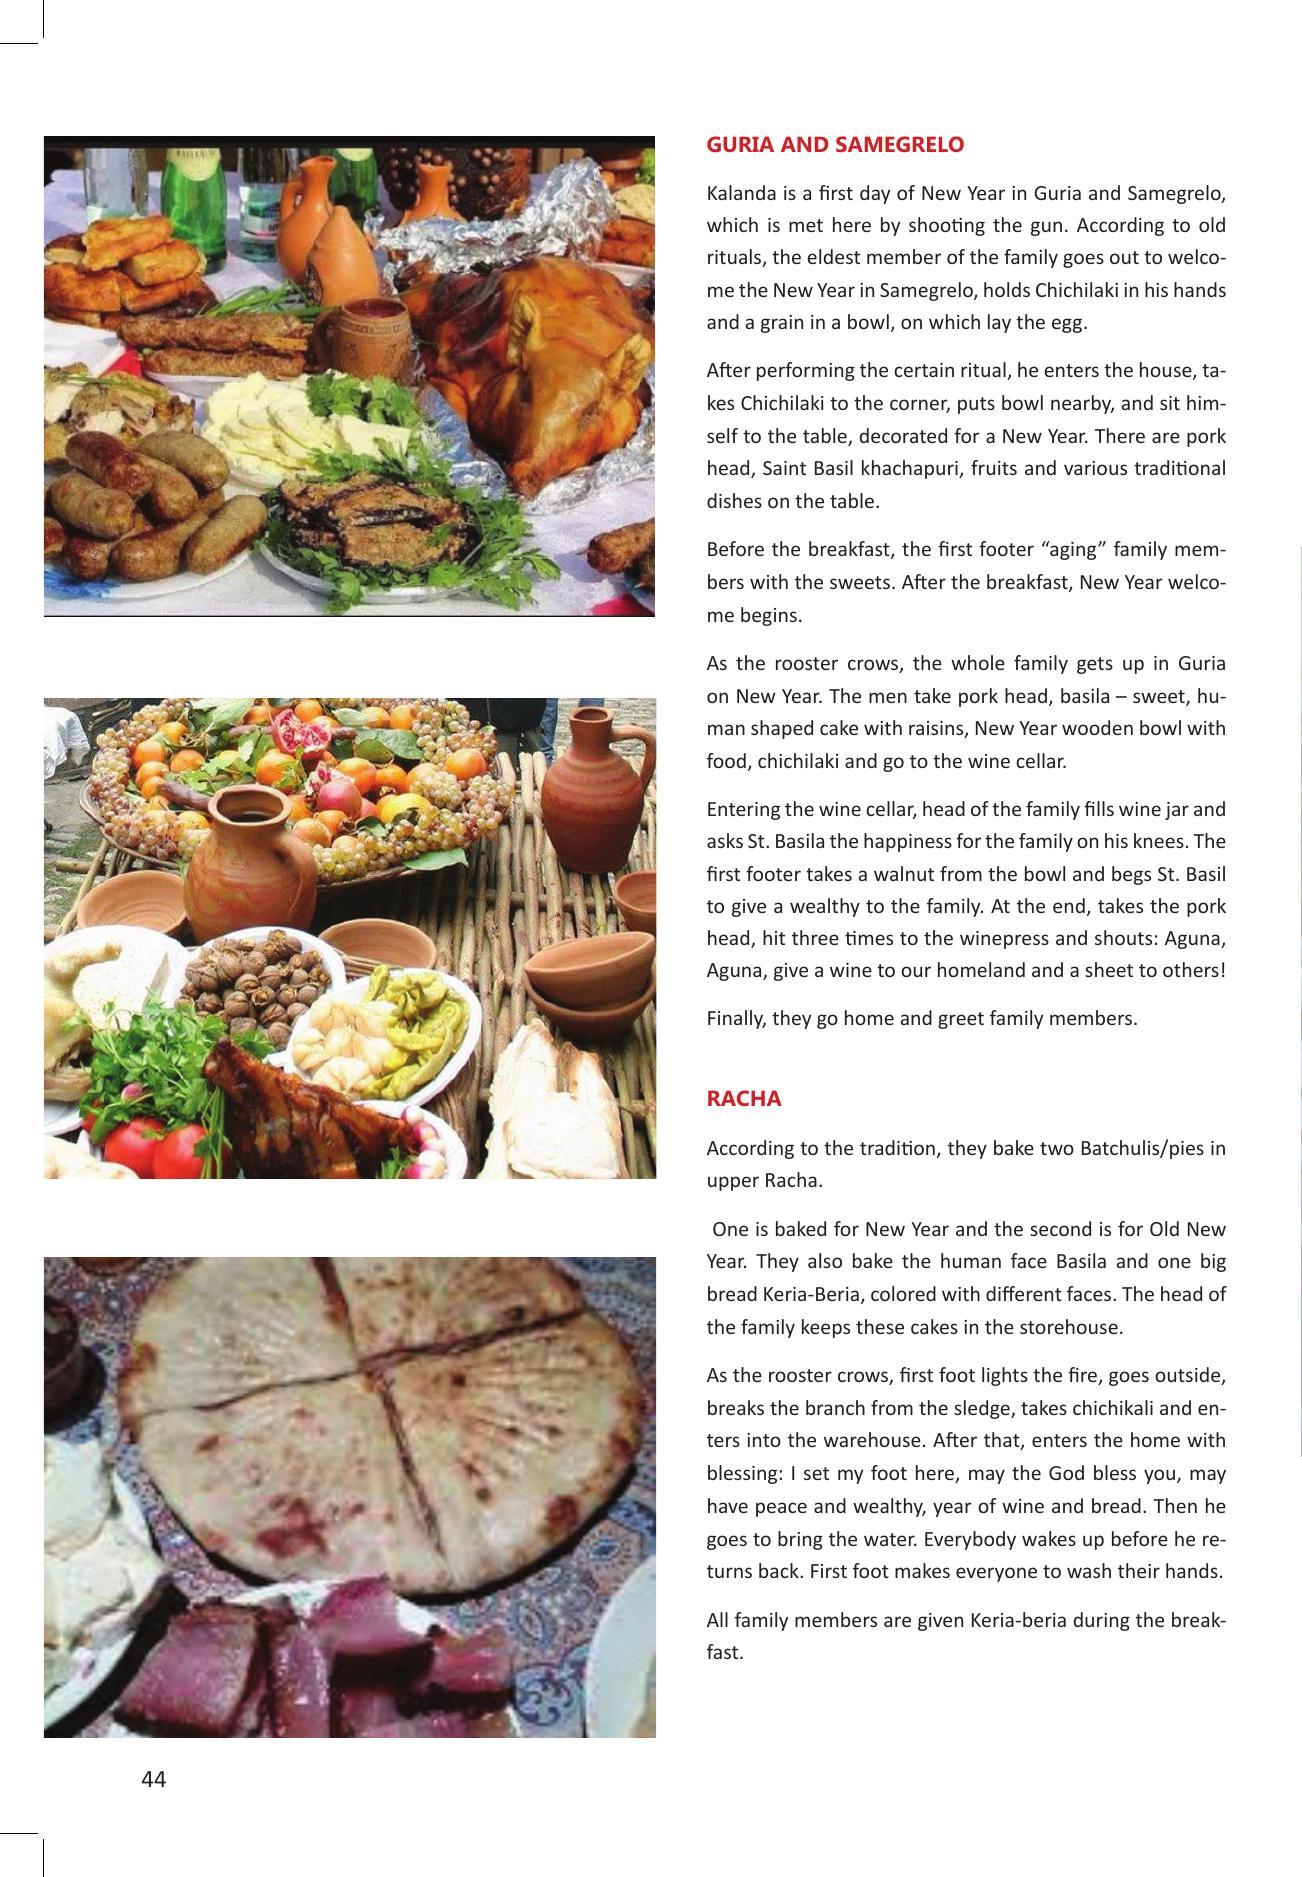 GURIA AND SAMEGRELO
Kalanda is a first day of New Year in Guria and Samegrelo,
which is met here by shooting the gun. According to old
rituals, the eldest member of the family goes out to welco-
me the New Year in Samegrelo, holds Chichilaki in his hands
and a grain in a bowl, on which lay the egg.
After performing the certain ritual, he enters the house, ta-
kes Chichilaki to the corner, puts bowl nearby, and sit him-
self to the table, decorated for a New Year. There are pork
head, Saint Basil khachapuri, fruits and various traditional
dishes on the table.
Before the breakfast, the first footer “aging” family mem-
bers with the sweets. After the breakfast, New Year welco-
me begins.
As the rooster crows, the whole family gets up in Guria
on New Year. The men take pork head, basila – sweet, hu-
man shaped cake with raisins, New Year wooden bowl with
food, chichilaki and go to the wine cellar.
Entering the wine cellar, head of the family fills wine jar and
asks St. Basila the happiness for the family on his knees. The
first footer takes a walnut from the bowl and begs St. Basil
to give a wealthy to the family. At the end, takes the pork
head, hit three times to the winepress and shouts: Aguna,
Aguna, give a wine to our homeland and a sheet to others!
Finally, they go home and greet family members.
RACHA
According to the tradition, they bake two Batchulis/pies in
upper Racha.
One is baked for New Year and the second is for Old New
Year. They also bake the human face Basila and one big
bread Keria-Beria, colored with different faces. The head of
the family keeps these cakes in the storehouse.
As the rooster crows, first foot lights the fire, goes outside,
breaks the branch from the sledge, takes chichikali and en-
ters into the warehouse. After that, enters the home with
blessing: I set my foot here, may the God bless you, may
have peace and wealthy, year of wine and bread. Then he
goes to bring the water. Everybody wakes up before he re-
turns back. First foot makes everyone to wash their hands.
All family members are given Keria-beria during the break-
fast.
44